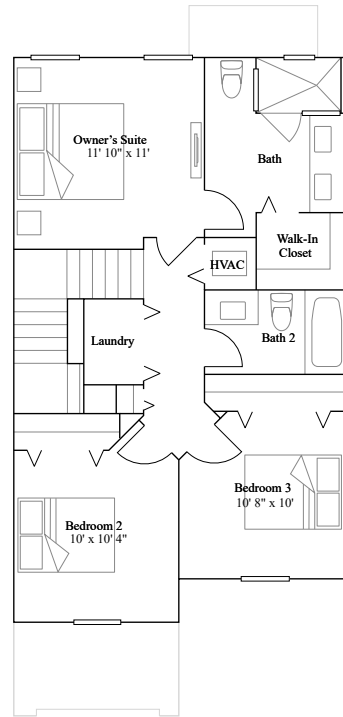 Owner's Suite
11' 10" x 11'
Bath
Walk-In
Closet
HVAC
Laundry
Bath 2
Bedroom 3
10' 8" x 10'
Bedroom 2
10' x 10' 4"